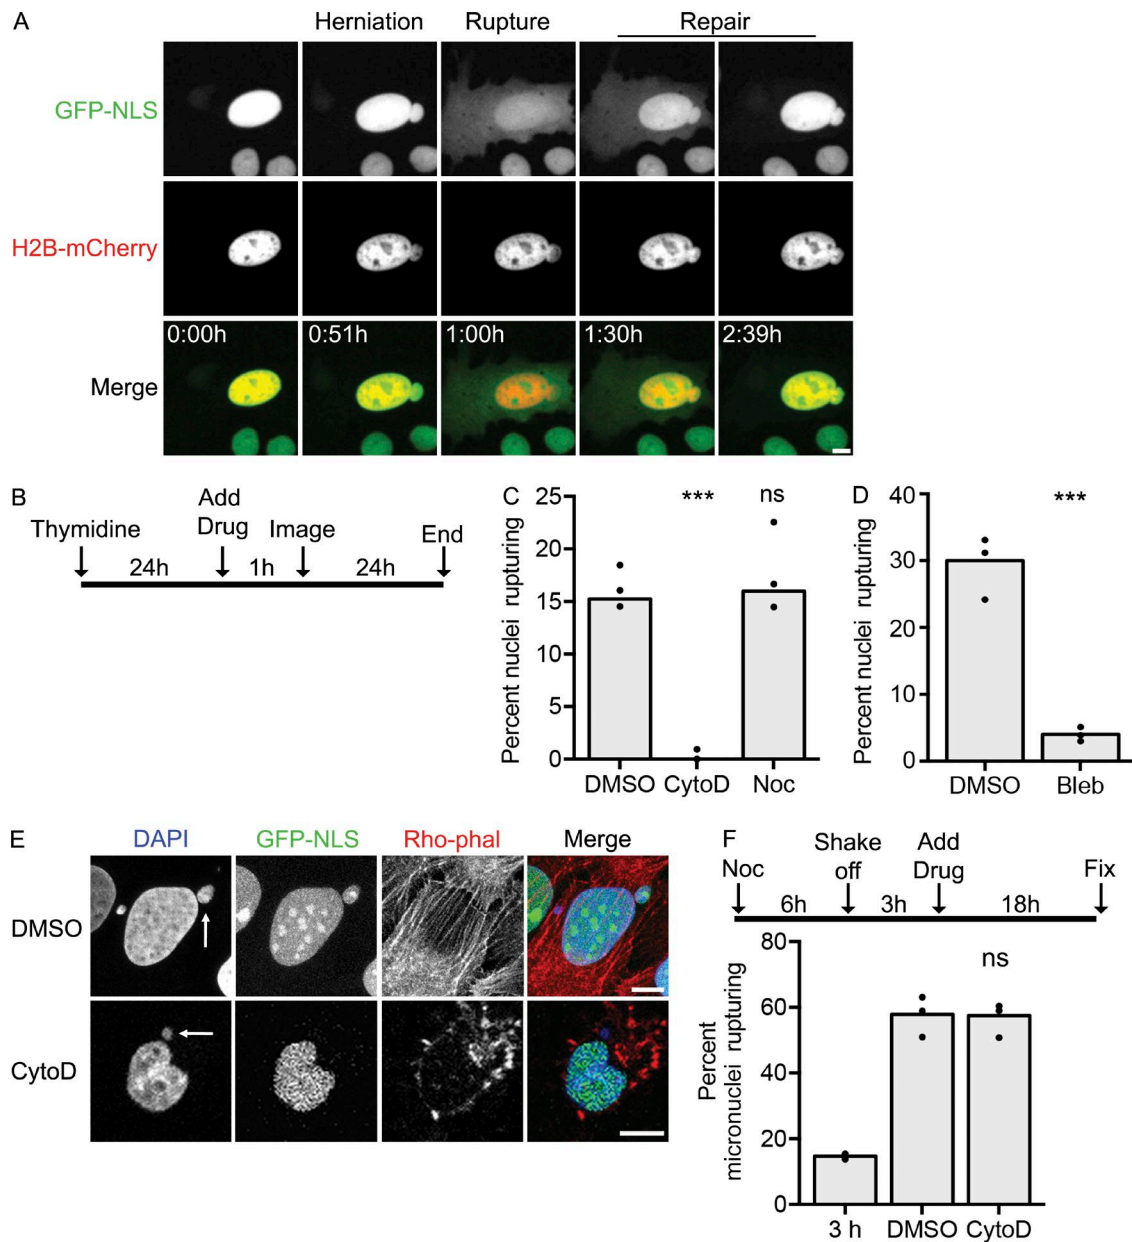 A
Herniation Rupture Repair
GFP-NLS
H2B-mCherry
Merge
0:00h 0:51h 1:00h 1:30h 2:39h
B
Thymidine Add Drug Image End
24h 1h 24h
C
Percent nuclei rupturing
25
20
15
10
5
0
*** ns
DMSO CytoD Noc
D
Percent nuclei rupturing
40
30
20
10
0
***
DMSO Bleb
E
DAPI GFP-NLS Rho-phal Merge
DMSO
CytoD
F
Noc Shake off Add Drug Fix
6h 3h 18h
Percent
micronuclei rupturing
80
60
40
20
0
ns
3 h DMSO CytoD